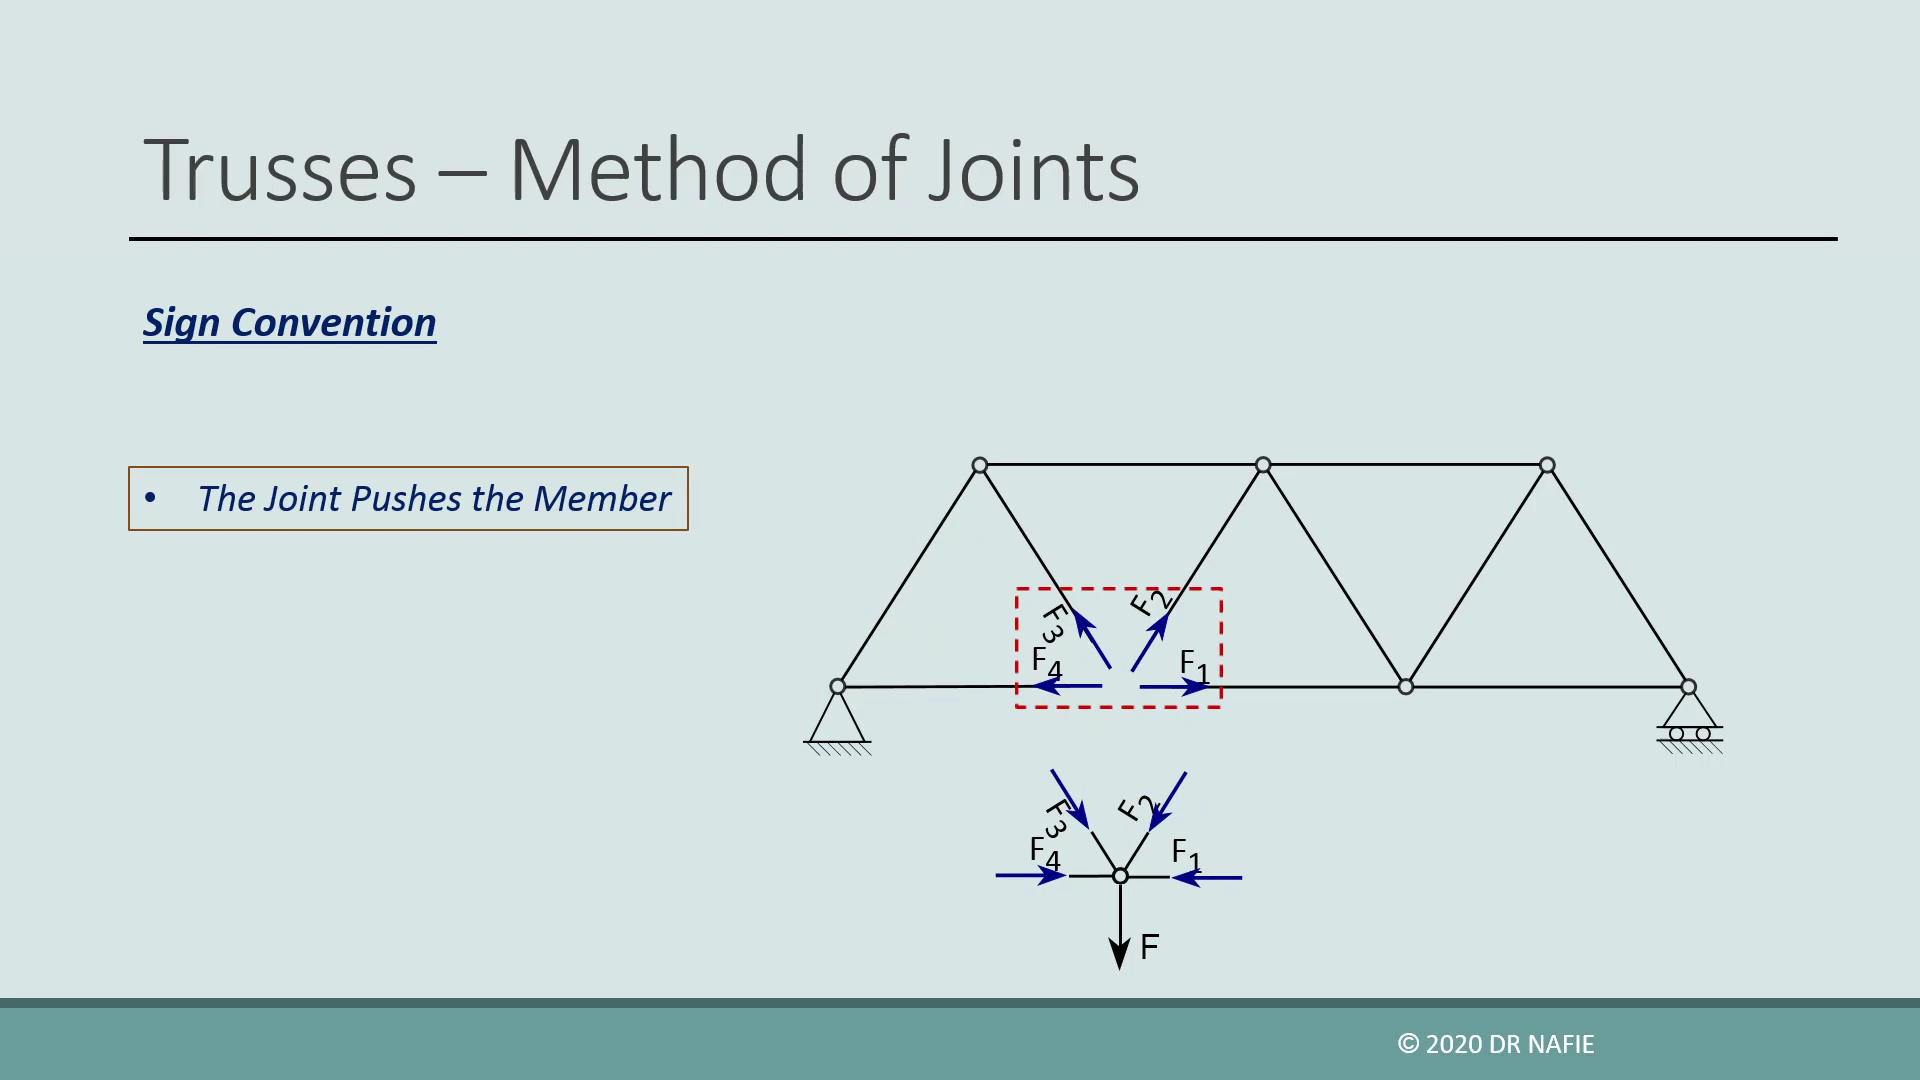 Trusses – Method of Joints
Sign Convention
• The Joint Pushes the Member
F3
F2
F4
F1
F3
F2
F4
F1
F
© 2020 DR NAFIE